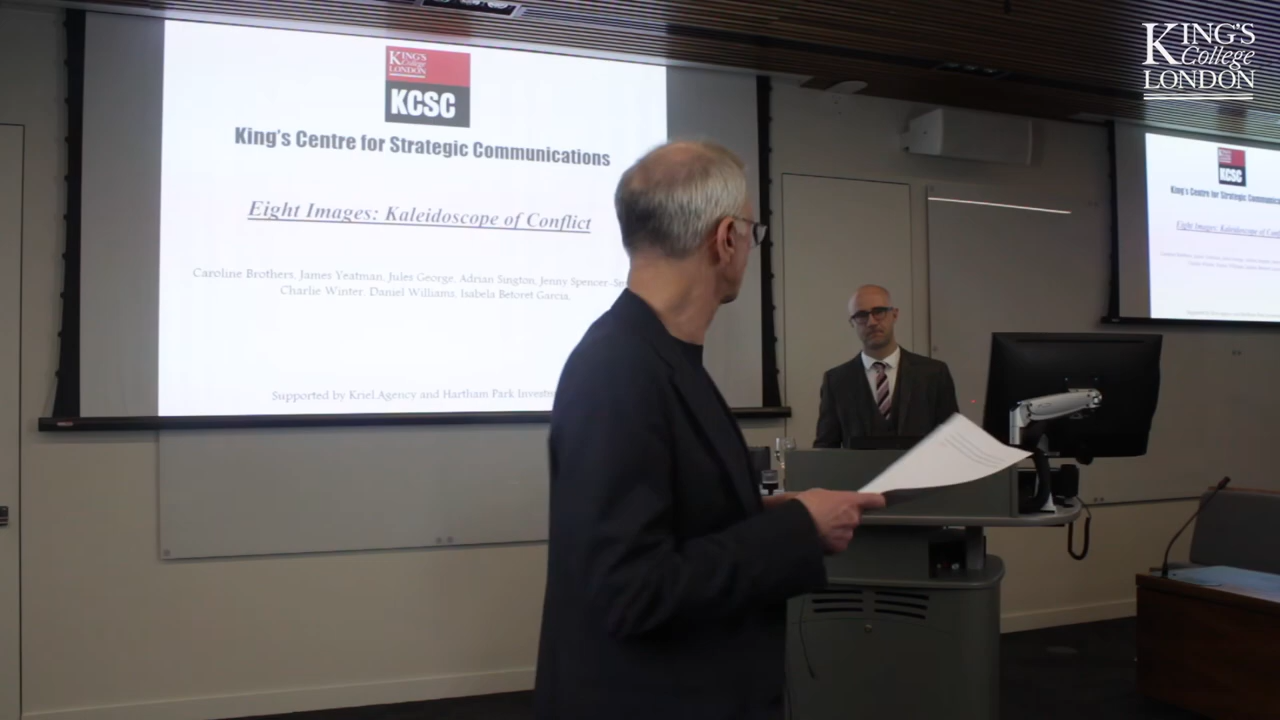 KING'S
College
LONDON
KCSC
King's Centre for Strategic Communications
Eight Images: Kaleidoscope of Conflict
Caroline Brothers, James Yeatman, Jules George, Adrian Sington, Jenny Spencer-
Charlie Winter, Daniel Williams, Isabela Betoret Garcia.
Supported by Kriel.Agency and Hartham Park
KING'S
College
LONDON
KCSC
King's Centre for Strategic
Eight Images: Kaleidoscope of